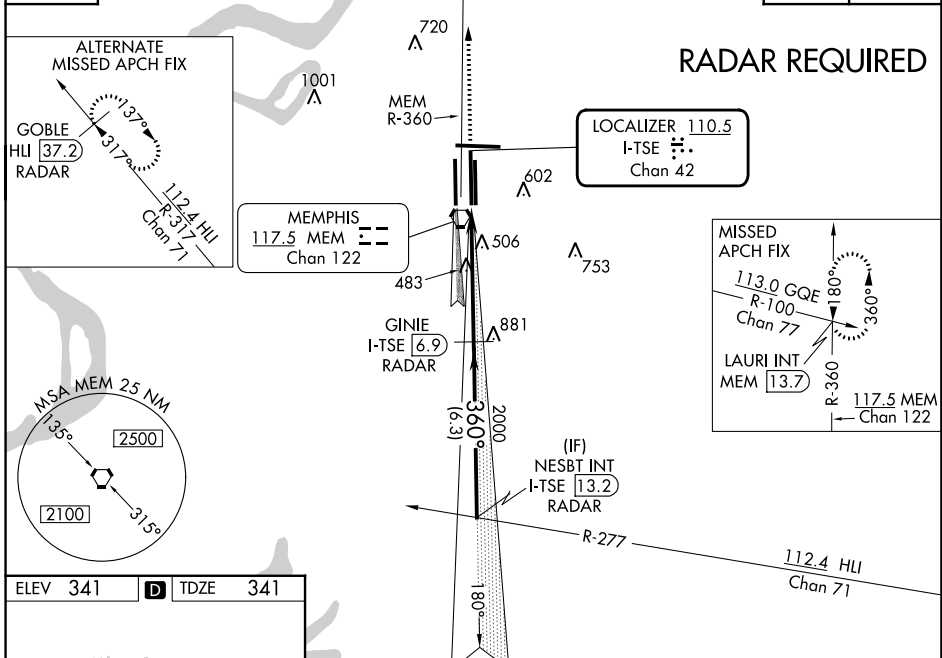 RADAR REQUIRED
ALTERNATE
MISSED APCH FIX
137°
317°
GOBLE
HLI 37.2
RADAR
112.4 HLI
R-317
Chan 71
720
1001
MEM
R-360
LOCALIZER 110.5
I-TSE
Chan 42
602
MEMPHIS
117.5 MEM
Chan 122
506
753
483
GINIE
I-TSE 6.9
RADAR
881
MISSED
APCH FIX
113.0 GQE
R-100
Chan 77
180°
360°
LAURI INT
MEM 13.7
R-360
117.5 MEM
Chan 122
MSA MEM 25 NM
135°
2500
2100
315°
360°
(6.3)
2000
(IF)
NESBT INT
I-TSE 13.2
RADAR
R-277
112.4 HLI
Chan 71
180°
ELEV 341
D
TDZE 341